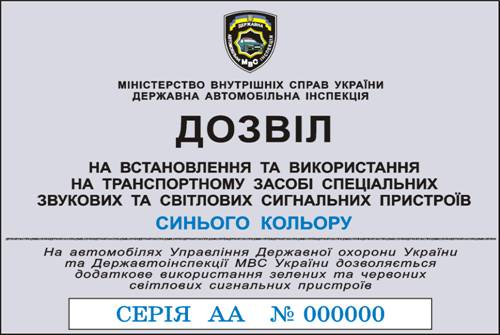 ДЕРЖАВНА
АВТОМОБІЛЬНА ІНСПЕКЦІЯ
МВС
МІНІСТЕРСТВО ВНУТРІШНІХ СПРАВ УКРАЇНИ
ДЕРЖАВНА АВТОМОБІЛЬНА ІНСПЕКЦІЯ
ДОЗВІЛ
НА ВСТАНОВЛЕННЯ ТА ВИКОРИСТАННЯ
НА ТРАНСПОРТНОМУ ЗАСОБІ СПЕЦІАЛЬНИХ
ЗВУКОВИХ ТА СВІТЛОВИХ СИГНАЛЬНИХ ПРИСТРОЇВ
СИНЬОГО КОЛЬОРУ
На автомобілях Управління Державної охорони України
та Державтоінспекції МВС України дозволяється
додаткове використання зелених та червоних
світлових сигнальних пристроїв
СЕРІЯ АА № 000000